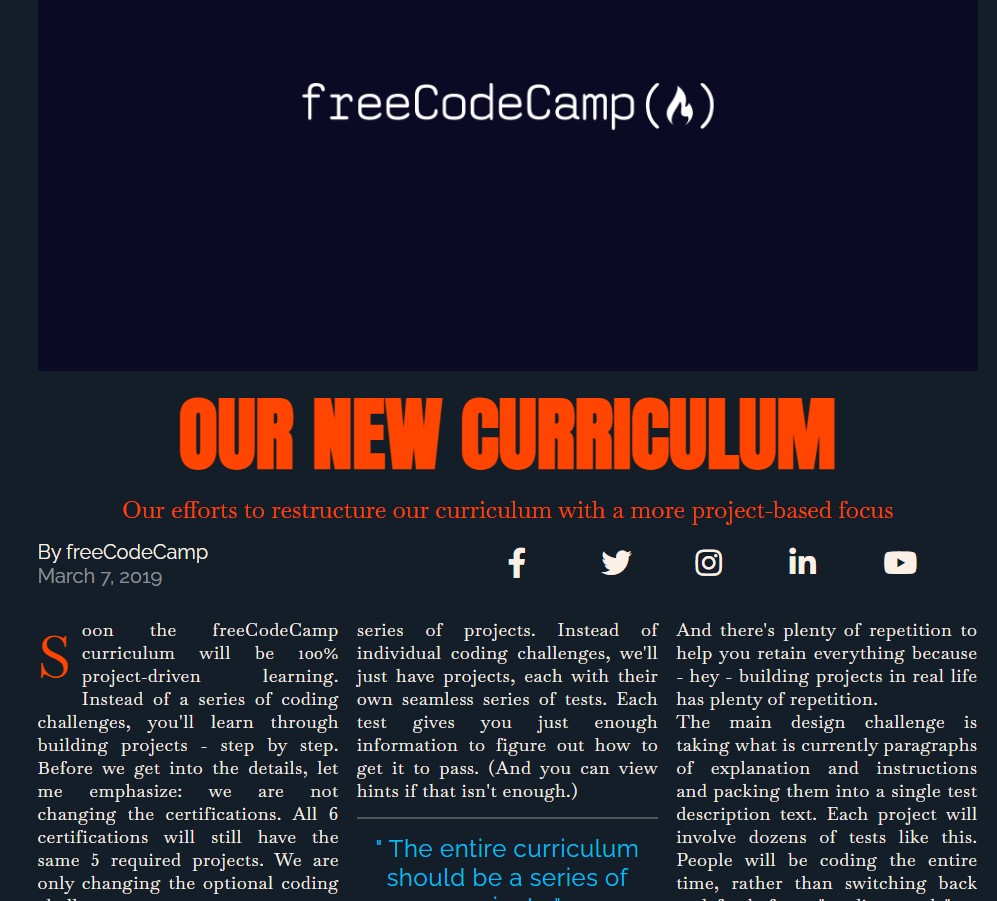 freeCodeCamp
OUR NEW CURRICULUM
Our efforts to restructure our curriculum with a more project-based focus
By freeCodeCamp
March 7, 2019
Soon the freeCodeCamp
curriculum will be 100%
project-driven learning.
Instead of a series of coding
challenges, you'll learn through
building projects - step by step.
Before we get into the details, let
me emphasize: we are not
changing the certifications. All 6
certifications will still have the
same 5 required projects. We are
only changing the optional coding
series of projects. Instead of
individual coding challenges, we'll
just have projects, each with their
own seamless series of tests. Each
test gives you just enough
information to figure out how to
get it to pass. (And you can view
hints if that isn't enough.)
" The entire curriculum
should be a series of
And there's plenty of repetition to
help you retain everything because
- hey - building projects in real life
has plenty of repetition.
The main design challenge is
taking what is currently paragraphs
of explanation and instructions
and packing them into a single test
description text. Each project will
involve dozens of tests like this.
People will be coding the entire
time, rather than switching back